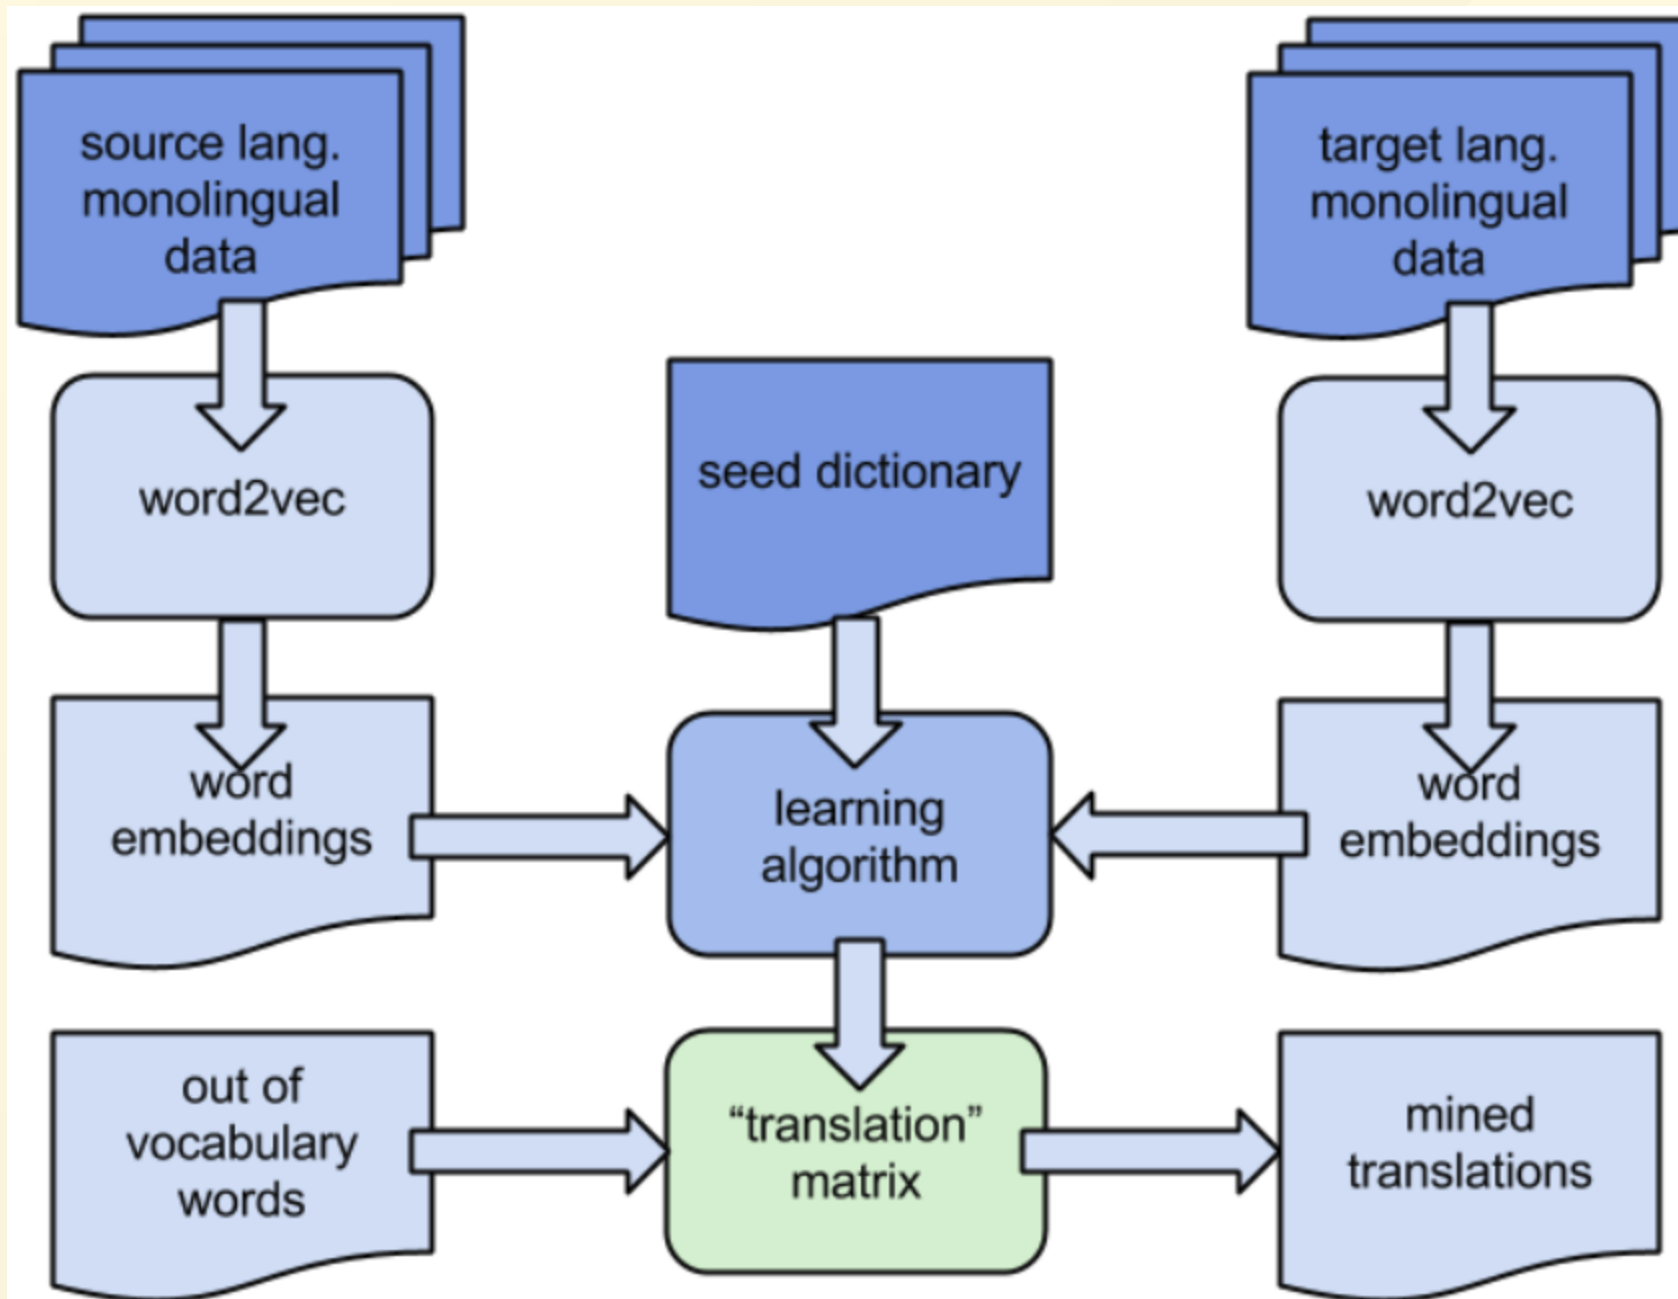 source lang.
monolingual
data
target lang.
monolingual
data
word2vec
seed dictionary
word2vec
word
embeddings
learning
algorithm
word
embeddings
out of
vocabulary
words
“translation”
matrix
mined
translations